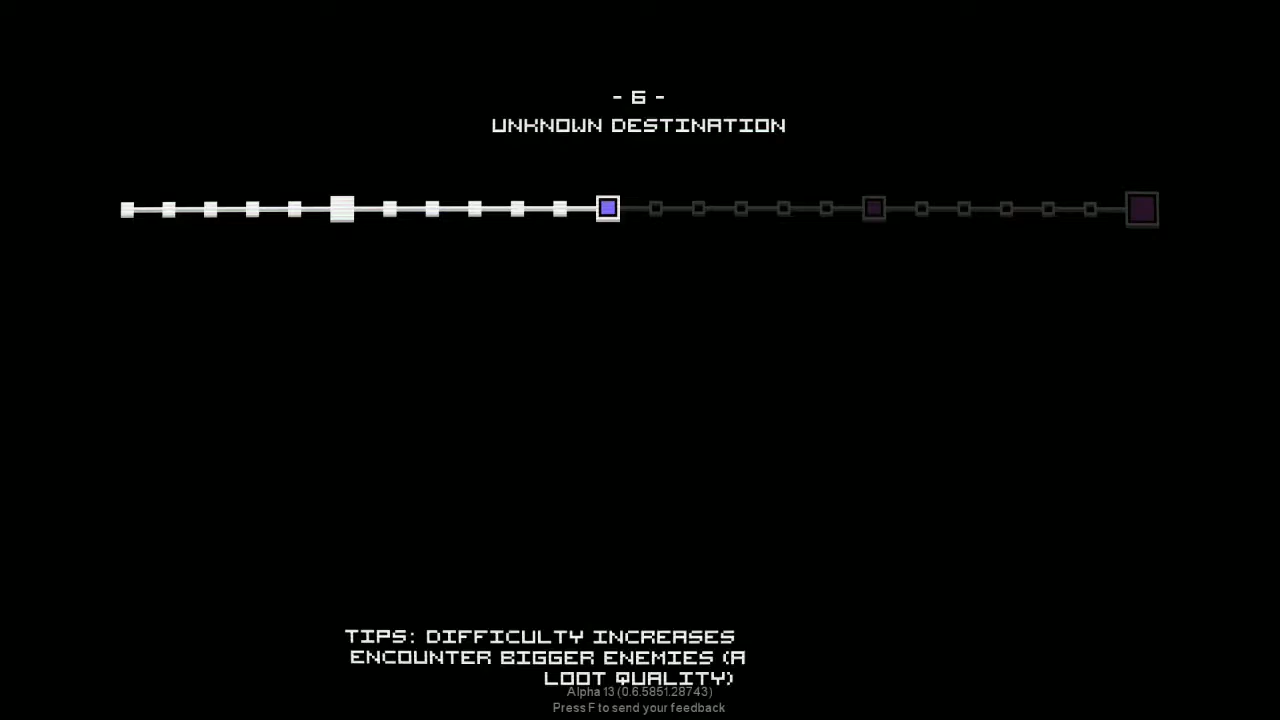 - 6 -
UNKNOWN DESTINATION
TIPS: DIFFICULTY INCREASES
ENCOUNTER BIGGER ENEMIES (A
LOOT QUALITY)
Alpha 13 (0.6.5851.28743)
Press F to send your feedback